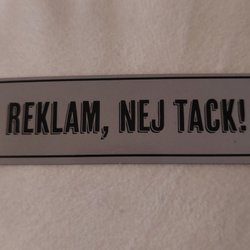 REKLAM, NEJ TACK!